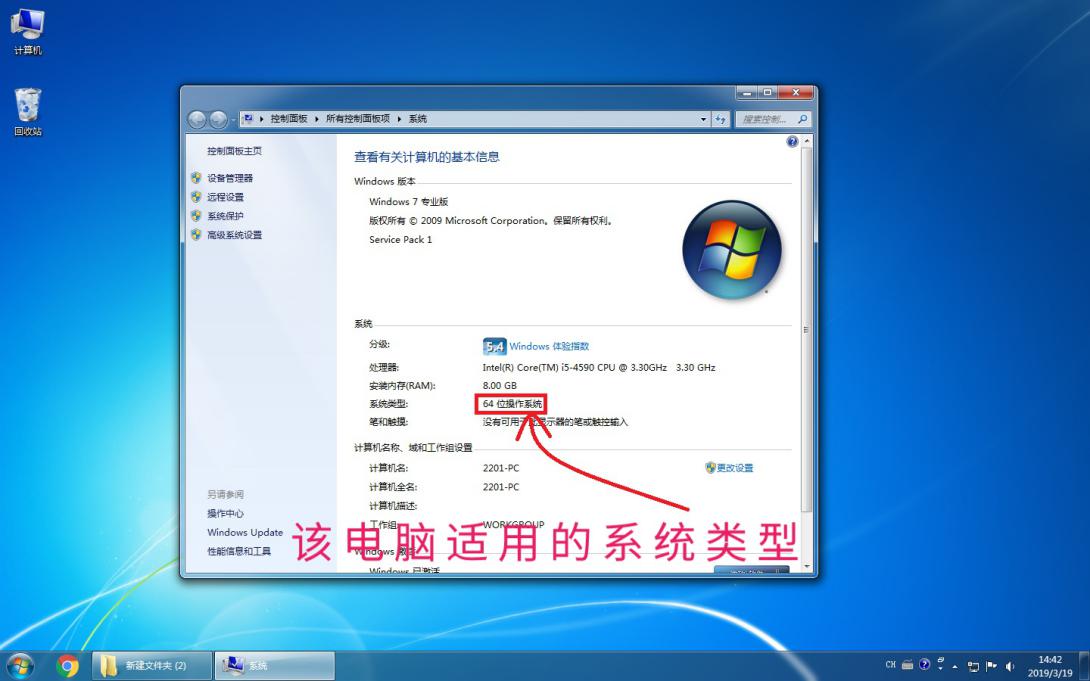 计算机
回收站
控制面板 所有控制面板项 系统
搜索控制...
控制面板主页
设备管理器
远程设置
系统保护
高级系统设置
另请参阅
操作中心
Windows Update
性能信息和工具
查看有关计算机的基本信息
Windows 版本
Windows 7 专业版
版权所有 © 2009 Microsoft Corporation。保留所有权利。
Service Pack 1
系统
分级: 5.4 Windows 体验指数
处理器: Intel(R) Core(TM) i5-4590 CPU @ 3.30GHz 3.30 GHz
安装内存(RAM): 8.00 GB
系统类型: 64 位操作系统
笔和触摸: 没有可用于此显示器的笔或触控输入
计算机名称、域和工作组设置
计算机名: 2201-PC 更改设置
计算机全名: 2201-PC
计算机描述:
工作组: WORKGROUP
该电脑适用的系统类型
Windows 激活
Windows 已激活
新建文件夹 (2)
系统
CH
14:42
2019/3/19